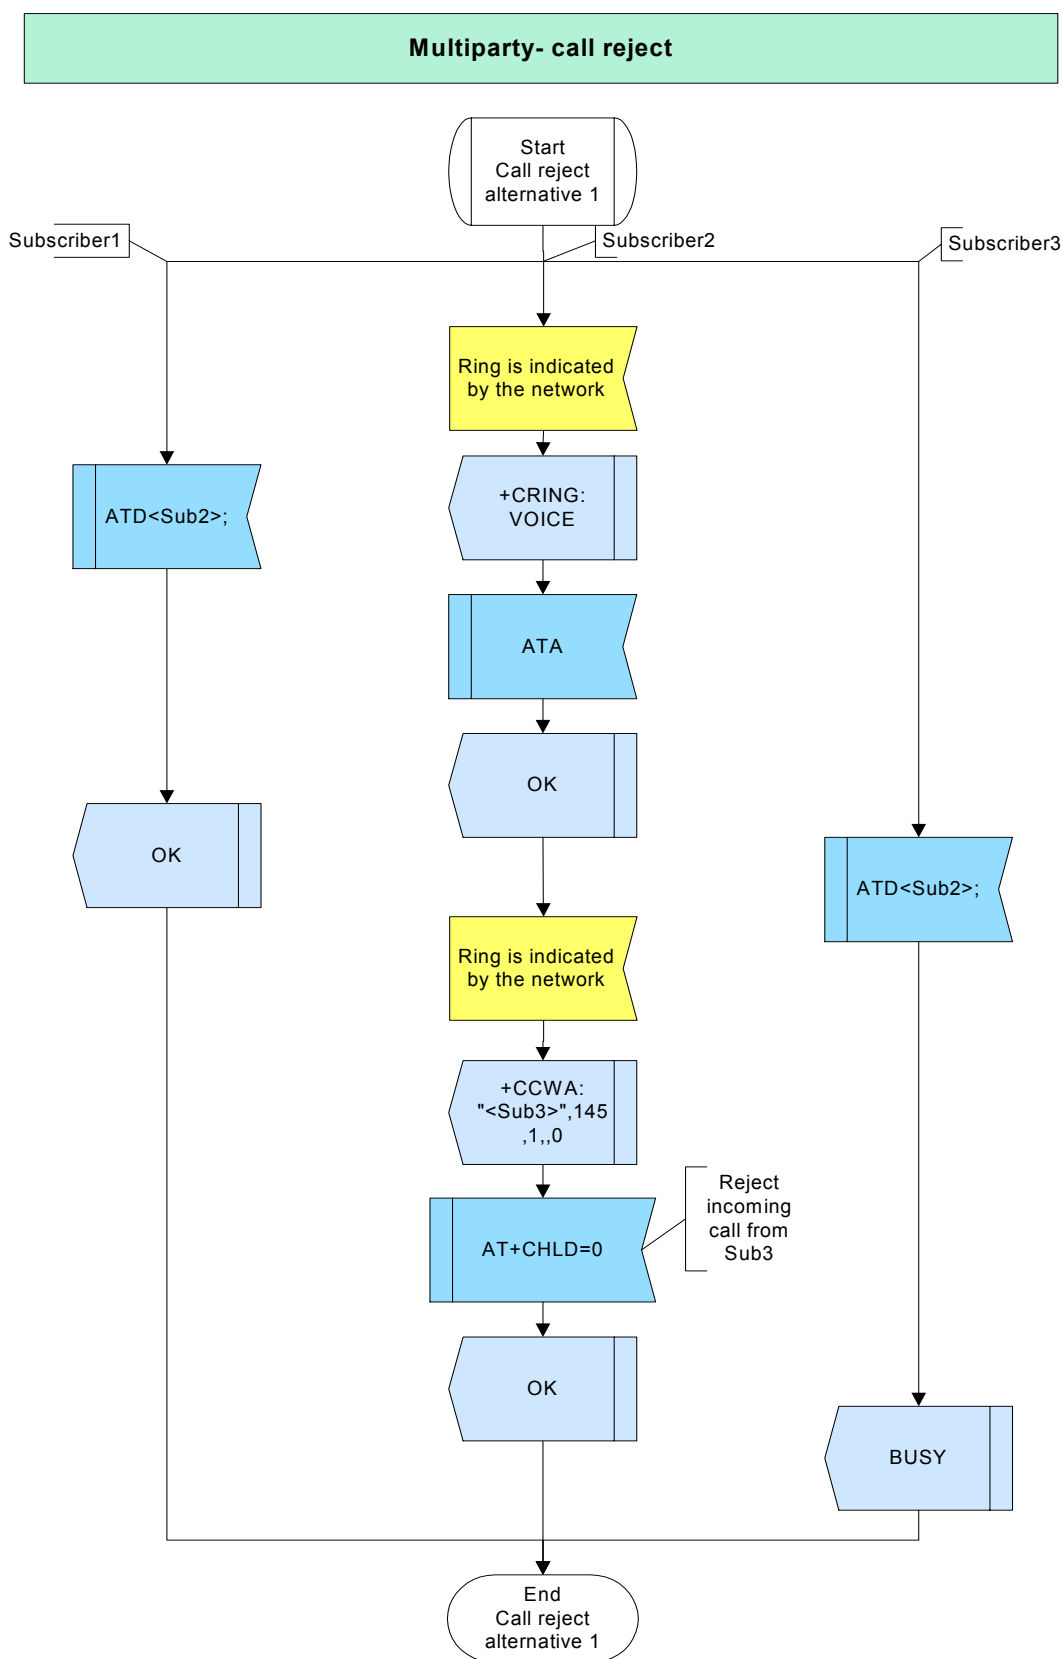 Multiparty- call reject
Start
Call reject
alternative 1
Subscriber1
Subscriber2
Subscriber3
Ring is indicated
by the network
+CRING:
VOICE
ATD<Sub2>;
ATA
OK
OK
ATD<Sub2>;
Ring is indicated
by the network
+CCWA:
"<Sub3>",145
,1,,0
Reject
incoming
call from
Sub3
AT+CHLD=0
OK
BUSY
End
Call reject
alternative 1